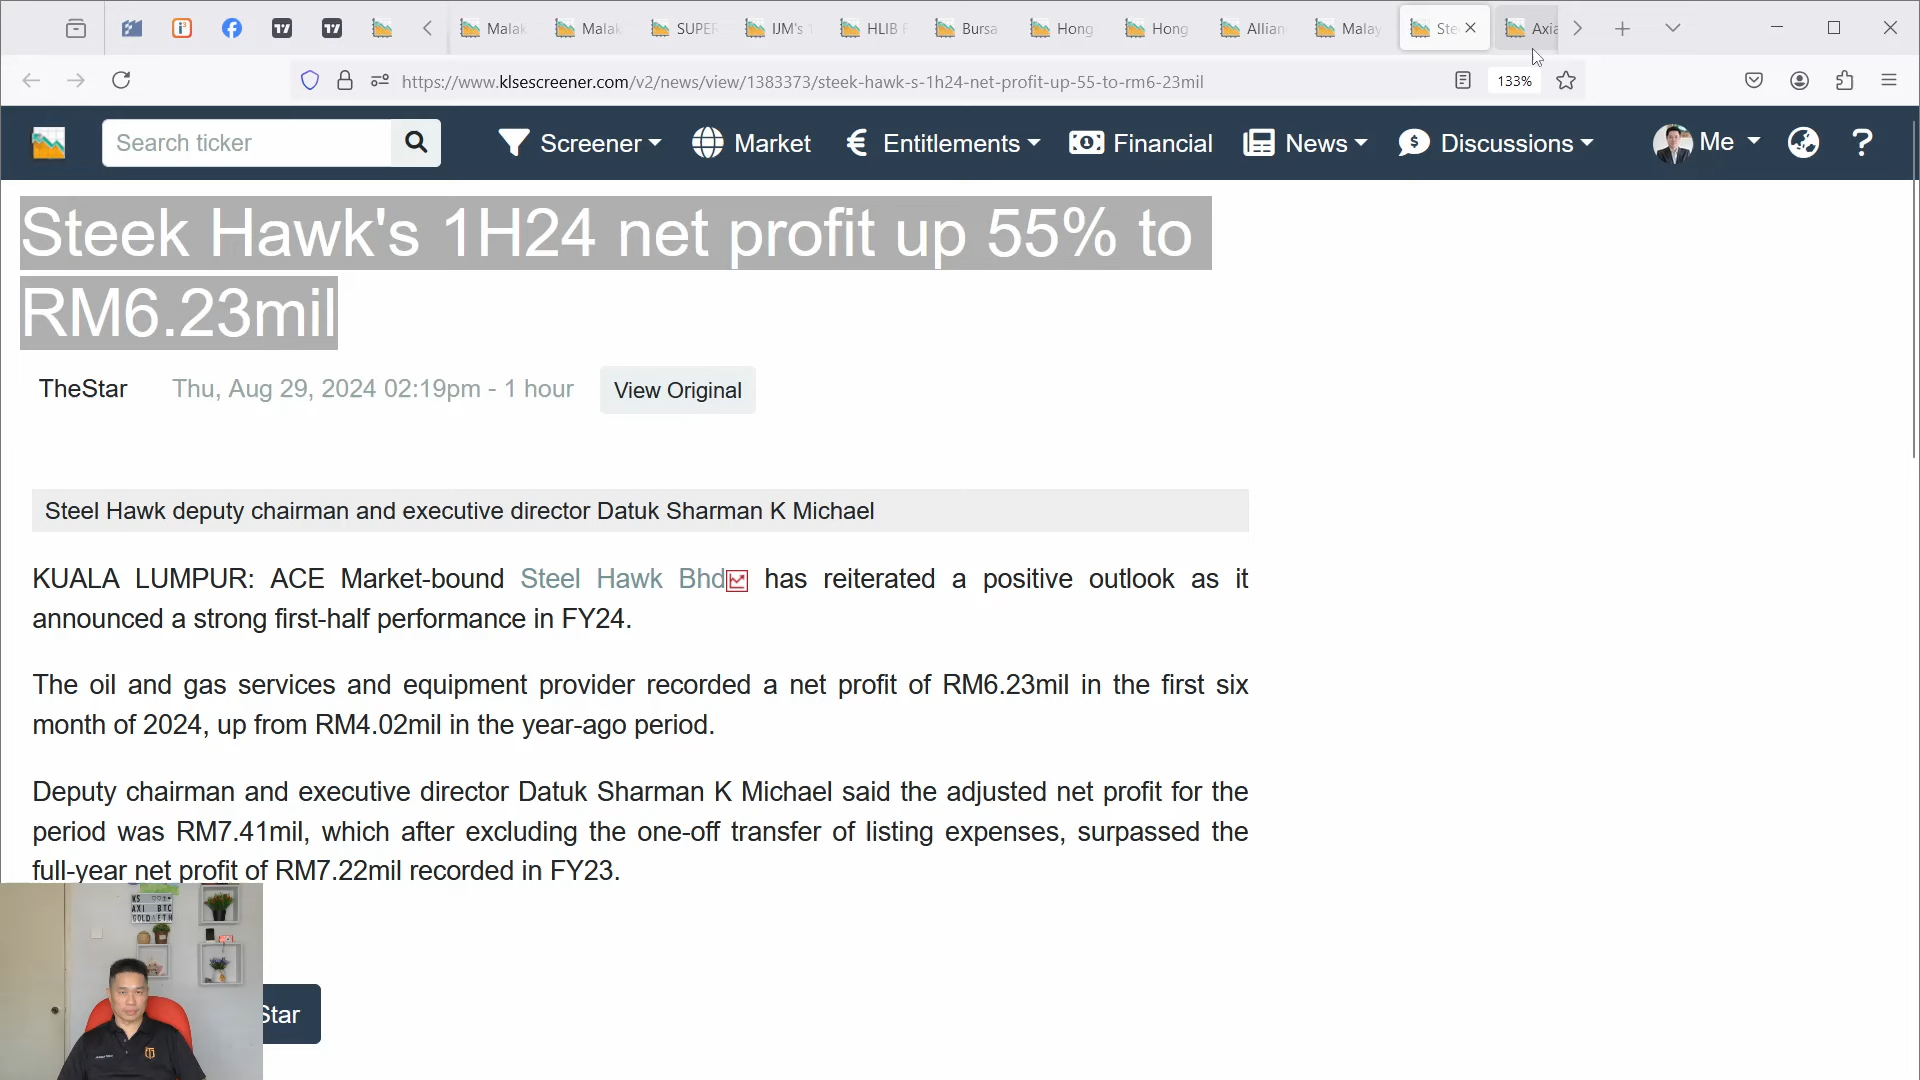 Malak
Malak
SUPER
IJM's 1
HLIB F
Bursa
Hong
Hong
Allian
Malay
Ste
Axia
https://www.klsescreener.com/v2/news/view/1383373/steek-hawk-s-1h24-net-profit-up-55-to-rm6-23mil
133%
Search ticker
Screener
Market
Entitlements
Financial
News
Discussions
Me
?
Steek Hawk's 1H24 net profit up 55% to
RM6.23mil
TheStar
Thu, Aug 29, 2024 02:19pm - 1 hour
View Original
Steel Hawk deputy chairman and executive director Datuk Sharman K Michael
KUALA LUMPUR: ACE Market-bound Steel Hawk Bhd has reiterated a positive outlook as it
announced a strong first-half performance in FY24.
The oil and gas services and equipment provider recorded a net profit of RM6.23mil in the first six
month of 2024, up from RM4.02mil in the year-ago period.
Deputy chairman and executive director Datuk Sharman K Michael said the adjusted net profit for the
period was RM7.41mil, which after excluding the one-off transfer of listing expenses, surpassed the
full-year net profit of RM7.22mil recorded in FY23.
AXI BTC
GOLD ETH
Star